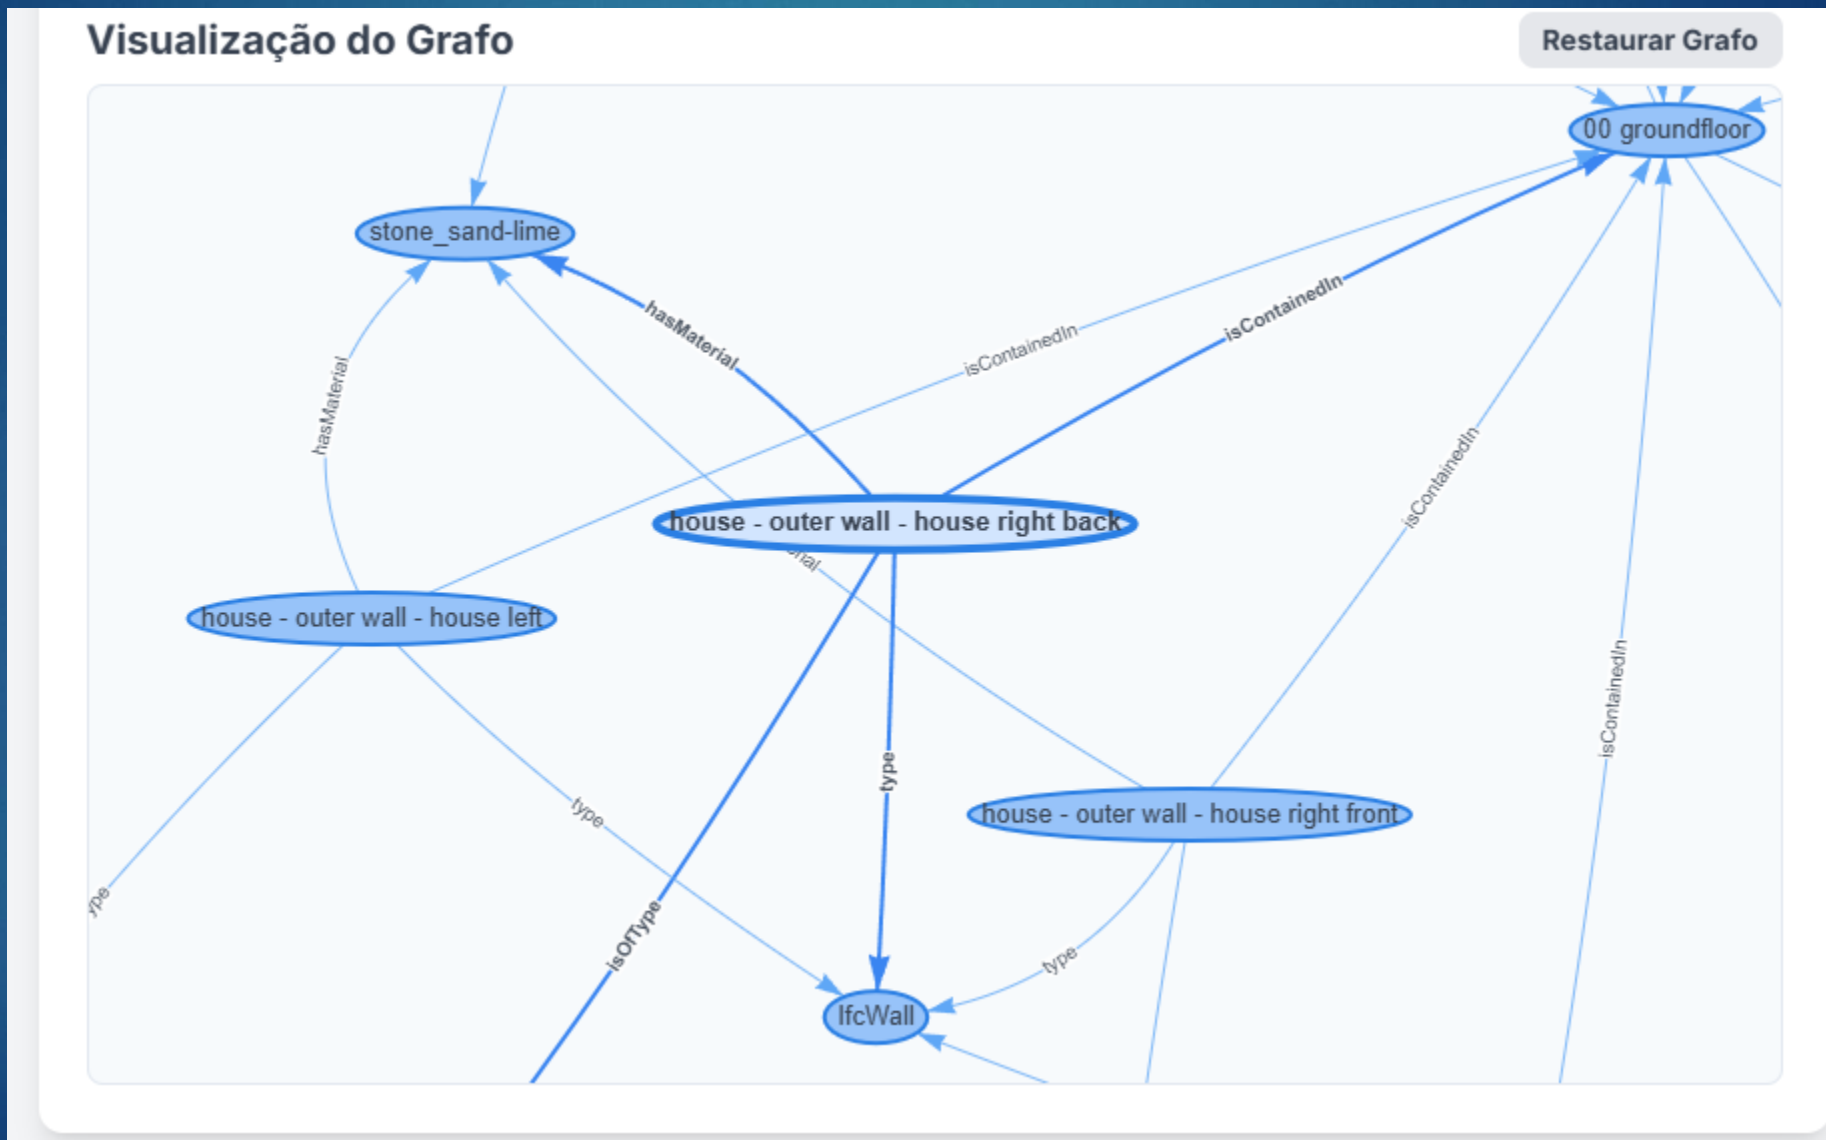 Visualização do Grafo
Restaurar Grafo
00 groundfloor
stone_sand-lime
isContainedIn
hasMaterial
isContainedIn
hasMaterial
isContainedIn
house - outer wall - house right back
house - outer wall - house left
isContainedIn
type
type
house - outer wall - house right front
isOfType
type
IfcWall